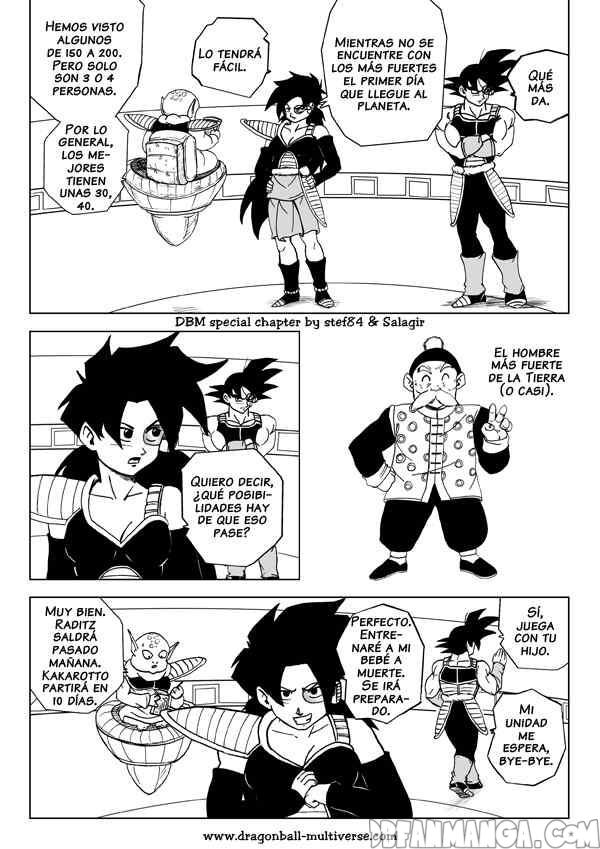 HEMOS VISTO
ALGUNOS
DE 150 A 200.
PERO SOLO
SON 3 O 4
PERSONAS.
POR LO
GENERAL,
LOS ME-
JORES
TIENEN
UNAS 30,
40.
LO TENDRÁ
FÁCIL.
MIENTRAS NO SE
ENCUENTRE CON
LOS MÁS FUERTES
EL PRIMER DÍA
QUE LLEGUE AL
PLANETA.
QUÉ
MÁS
DA.
DBM special chapter by stef84 & Salagir
QUIERO DECIR,
¿QUÉ POSIBI-
LIDADES HAY
DE QUE ESO
PASE?
EL HOMBRE
MÁS FUERTE
DE LA TIERRA
(O CASI).
MUY BIEN.
RADITZ
SALDRÁ
PASADO
MAÑANA.
KAKAROTTO
PARTIRÁ EN
10 DÍAS.
PERFECTO.
ENTRE-
NARÉ A MI
BEBÉ A
MUERTE.
SE IRÁ
PREPARA-
DO.
SÍ,
JUEGA
CON TU
HIJO.
MI
UNIDAD
ME
ESPERA,
BYE-BYE.
www.dragonball-multiverse.com
DBFANMANGA.COM